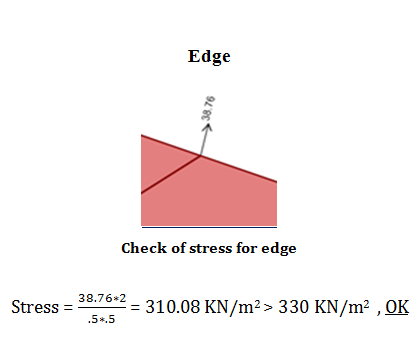 Edge
38.76
Check of stress for edge
Stress = \frac{38.76*2}{.5*.5} = 310.08 KN/m² > 330 KN/m² , OK